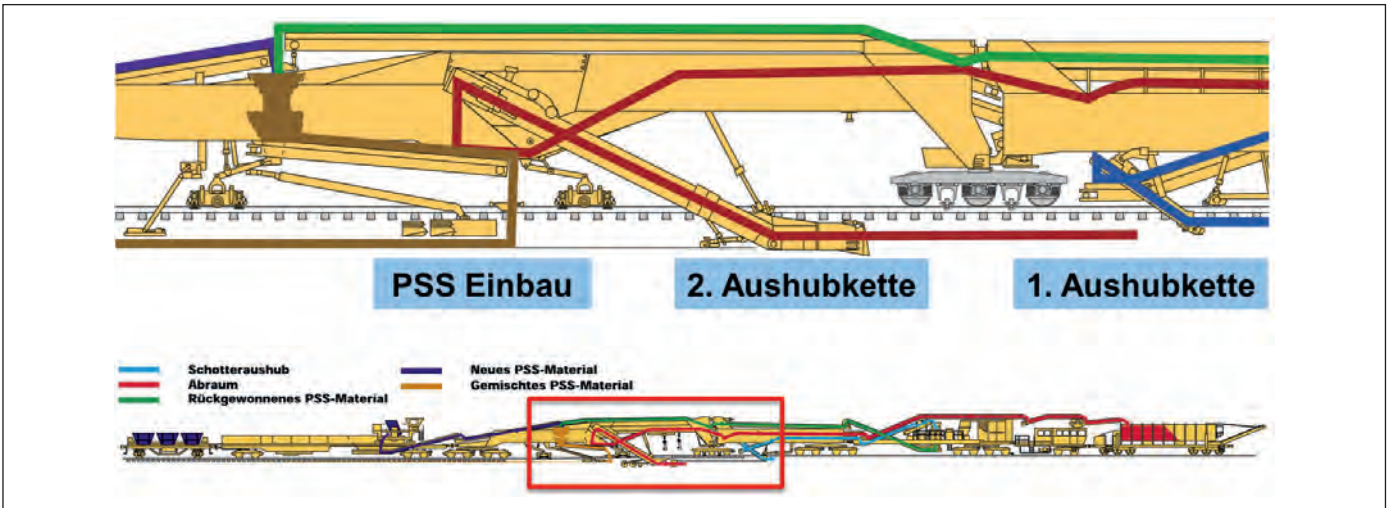 PSS Einbau
2. Aushubkette
1. Aushubkette
Schotteraushub
Neues PSS-Material
Abraum
Gemischtes PSS-Material
Rückgewonnenes PSS-Material